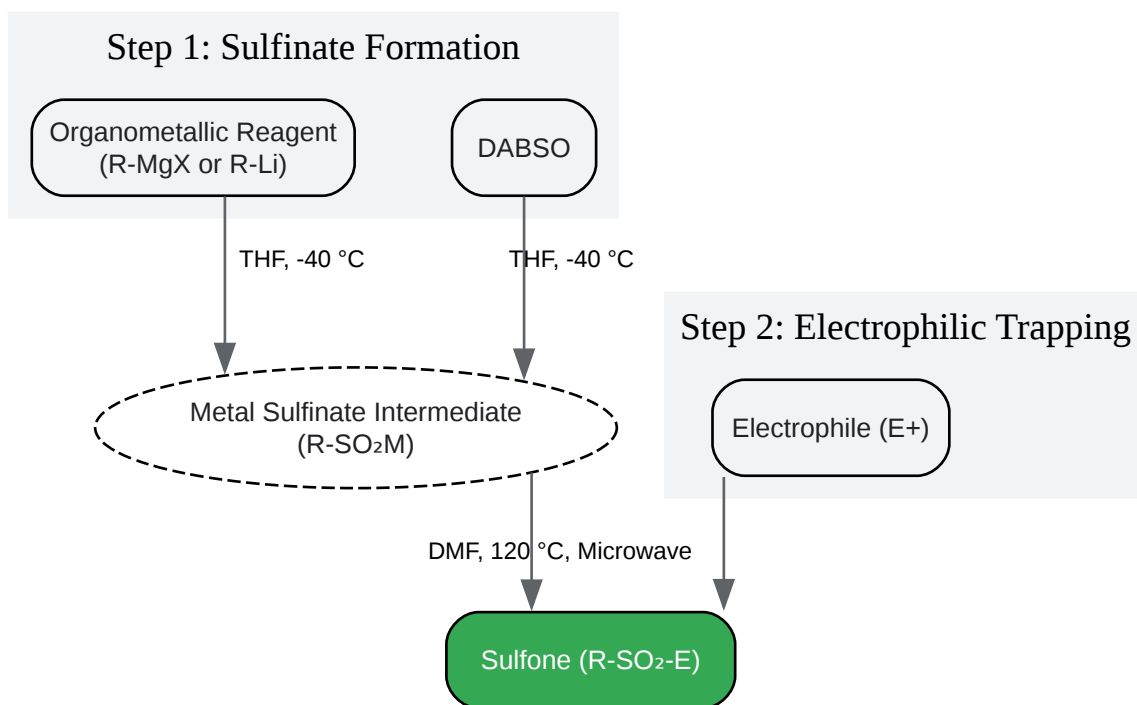 Step 1: Sulfinate Formation
Organometallic Reagent
(R-MgX or R-Li)
DABSO
THF, -40 °C
THF, -40 °C
Step 2: Electrophilic Trapping
Metal Sulfinate Intermediate
(R-SO₂M)
Electrophile (E+)
DMF, 120 °C, Microwave
Sulfone (R-SO₂-E)